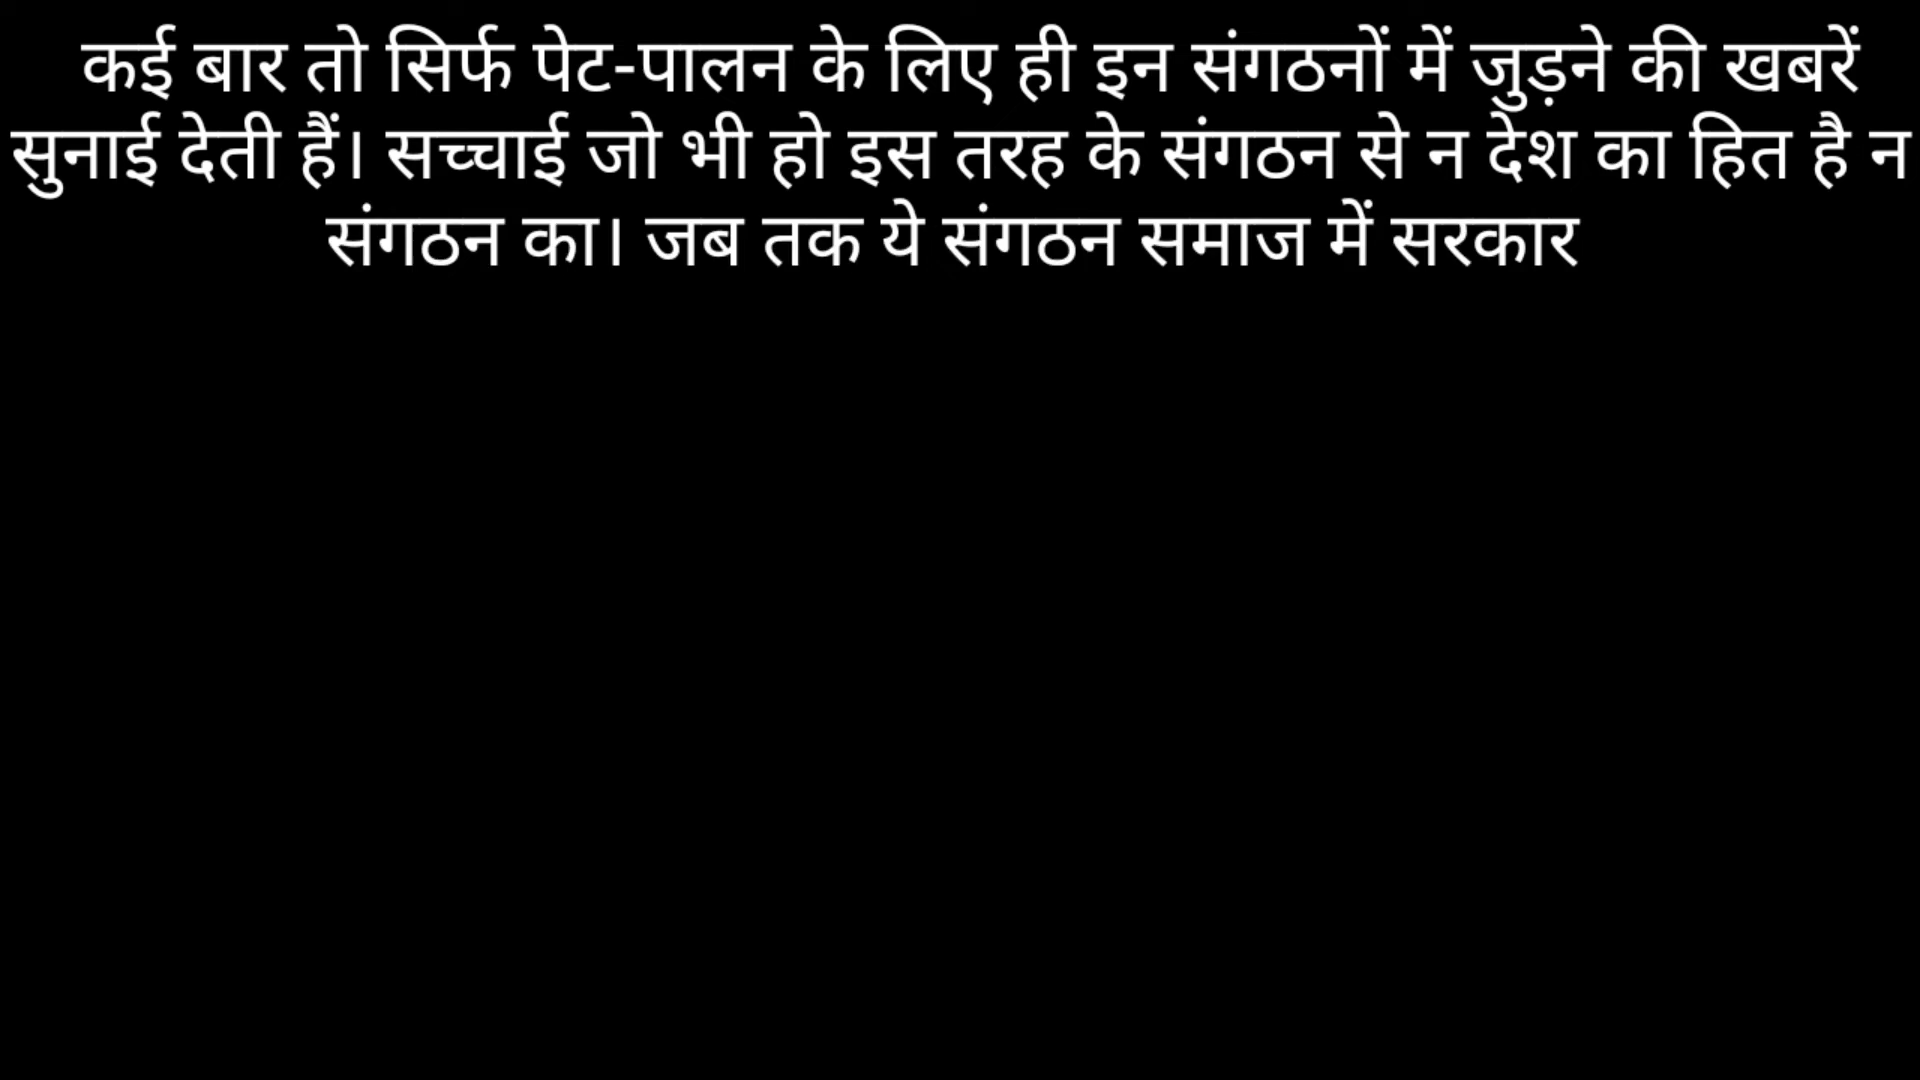 कई बार तो सिर्फ पेट-पालन के लिए ही इन संगठनों में जुड़ने की खबरें
सुनाई देती हैं। सच्चाई जो भी हो इस तरह के संगठन से न देश का हित है न
संगठन का। जब तक ये संगठन समाज में सरकार